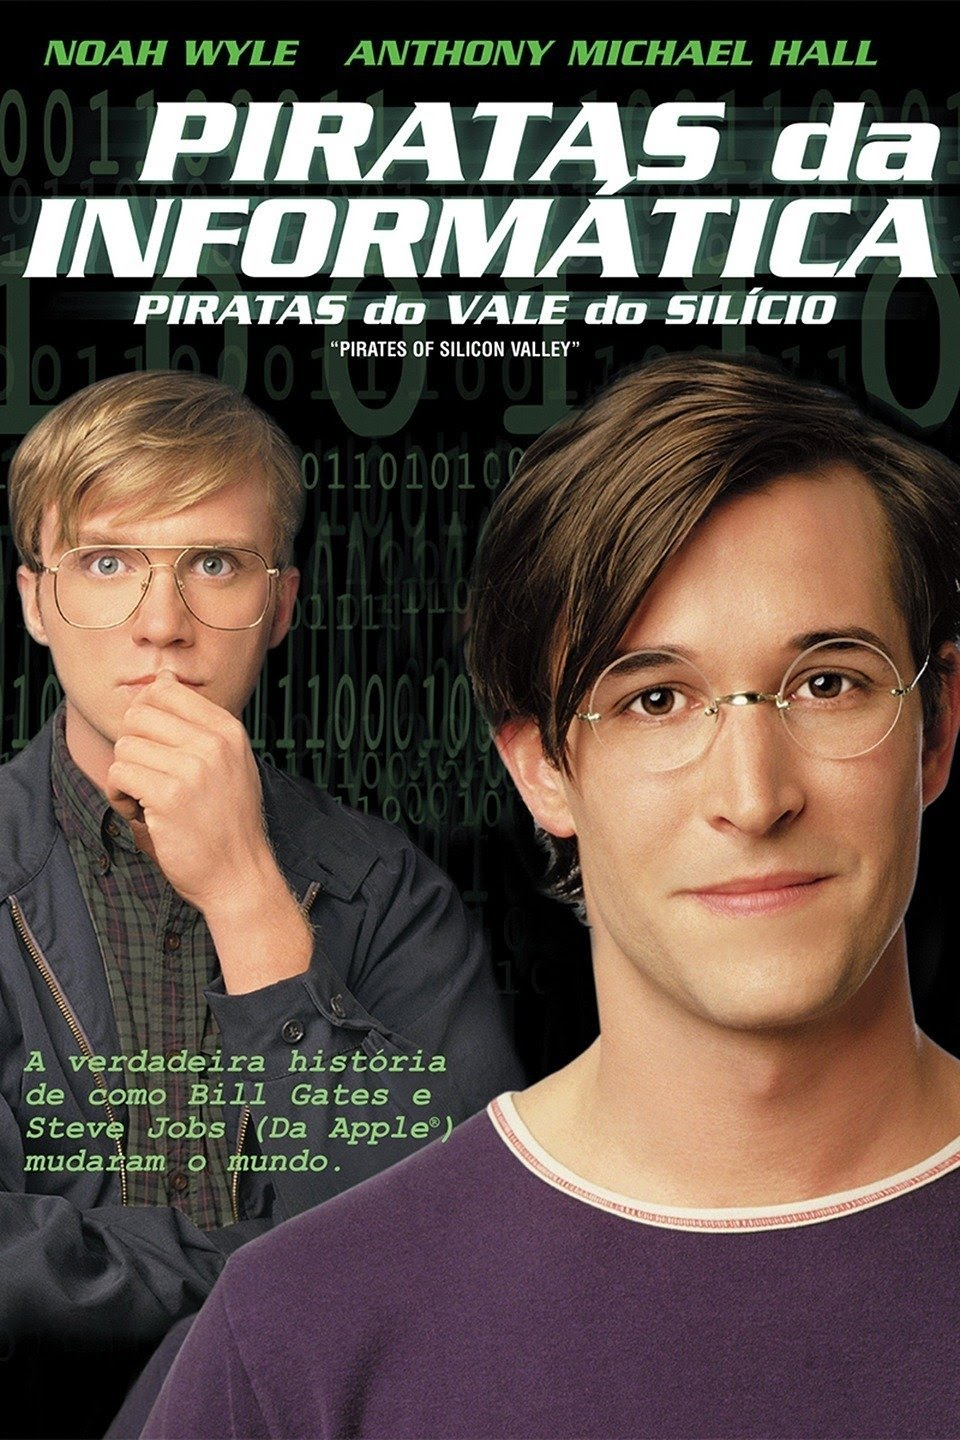 NOAH WYLE ANTHONY MICHAEL HALL
PIRATAS da
INFORMÁTICA
PIRATAS do VALE do SILÍCIO
"PIRATES OF SILICON VALLEY"
A verdadeira história
de como Bill Gates e
Steve Jobs (Da Apple®)
mudaram o mundo.